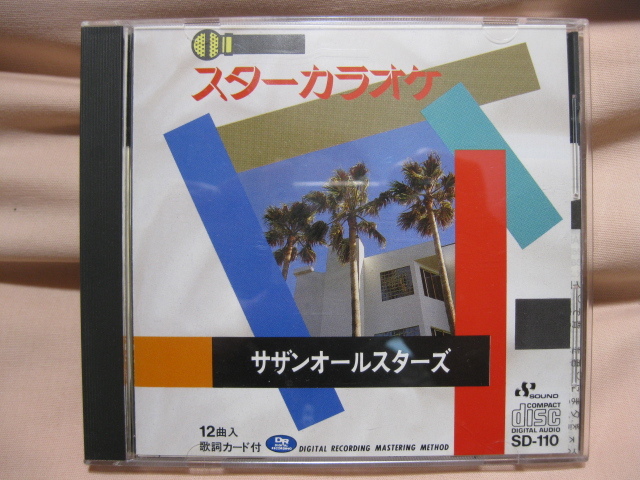 スターカラオケ
サザンオールスターズ
12曲入
歌詞カード付
DIGITAL RECORDING MASTERING METHOD
SOUND
COMPACT
disc
DIGITAL AUDIO
SD-110